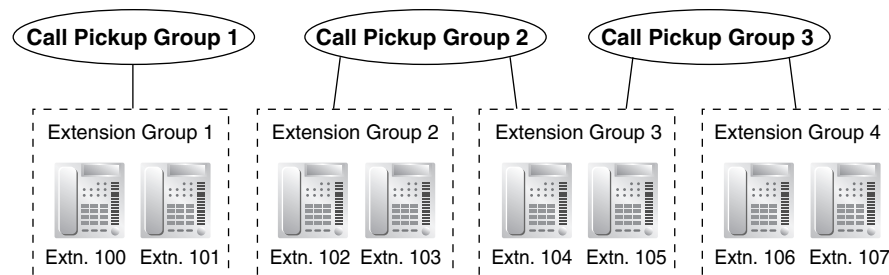 Call Pickup Group 1 Call Pickup Group 2 Call Pickup Group 3
Extension Group 1 Extension Group 2 Extension Group 3 Extension Group 4
Extn. 100 Extn. 101 Extn. 102 Extn. 103 Extn. 104 Extn. 105 Extn. 106 Extn. 107